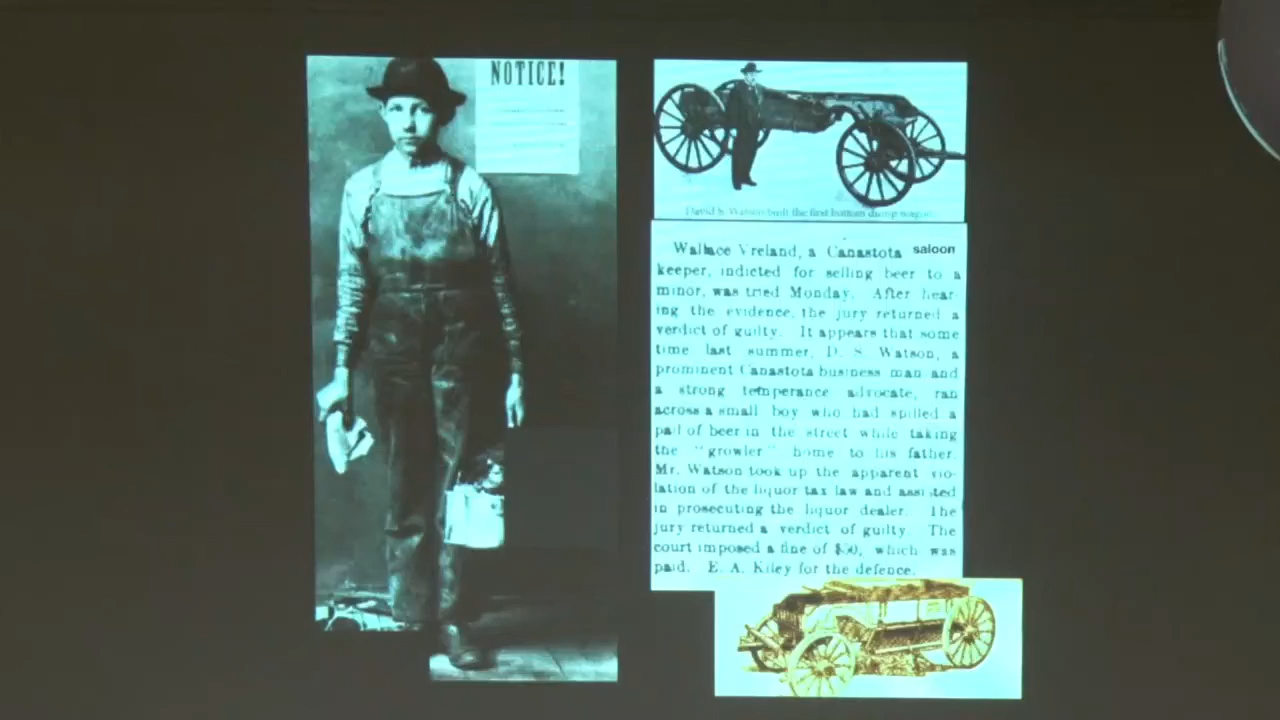 NOTICE!
David S. Watson built the first bottom dump wagon.
Wallace Vreland, a Canastota saloon
keeper, indicted for selling beer to a
minor, was tried Monday. After hear-
ing the evidence, the jury returned a
verdict of guilty. It appears that some
time last summer, D. S. Watson, a
prominent Canastota business man and
a strong temperance advocate, ran
across a small boy who had spilled a
pail of beer in the street while taking
the "growler" home to his father.
Mr. Watson took up the apparent vio-
lation of the liquor tax law and assisted
in prosecuting the liquor dealer. The
jury returned a verdict of guilty. The
court imposed a fine of $50, which was
paid. E. A. Kiley for the defence.